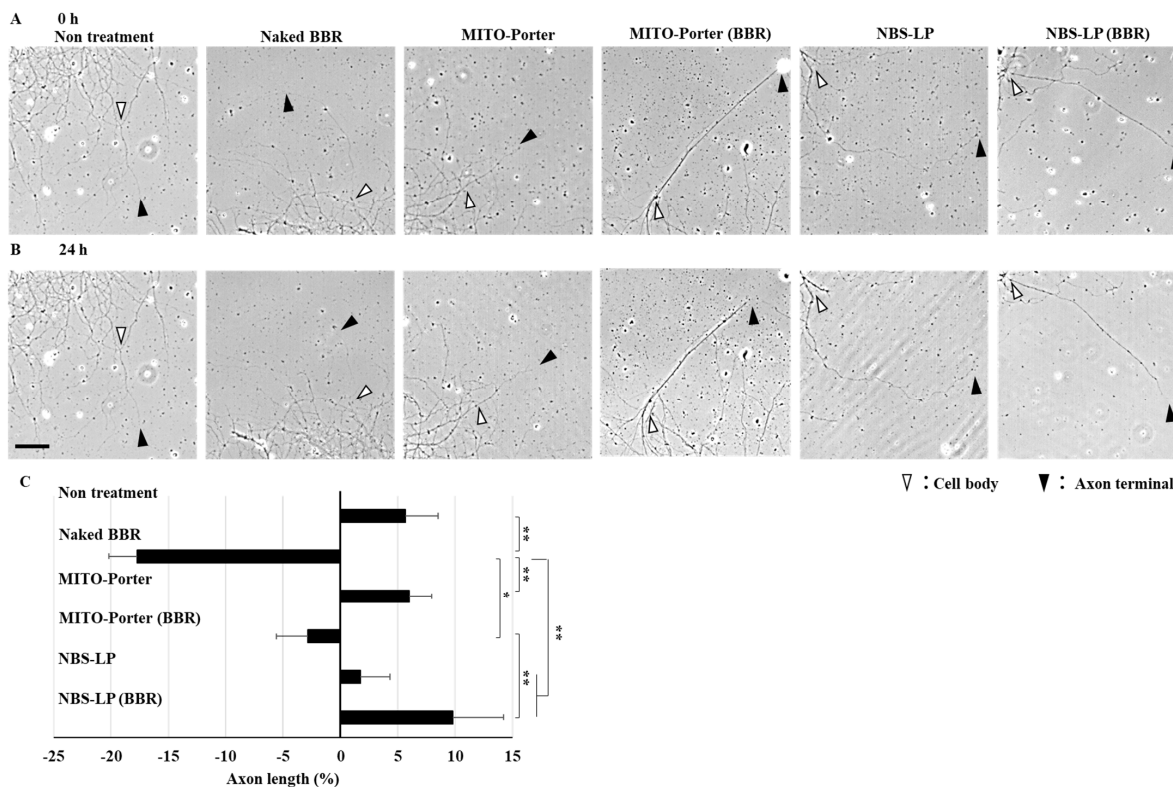 A 0 h
Non treatment Naked BBR MITO-Porter MITO-Porter (BBR) NBS-LP NBS-LP (BBR)
B 24 h
: Cell body : Axon terminal
C
Non treatment
Naked BBR
MITO-Porter
MITO-Porter (BBR)
NBS-LP
NBS-LP (BBR)
**
**
*
**
**
-25 -20 -15 -10 -5 0 5 10 15
Axon length (%)